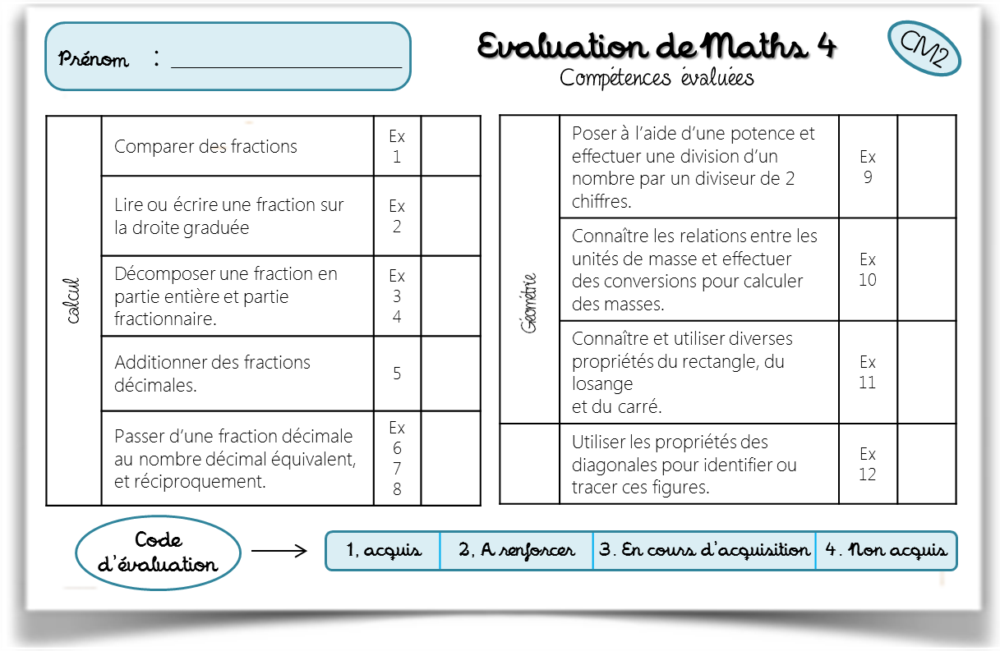 Prénom : ____________________
Evaluation de Maths 4
Compétences évaluées
CM2
calcul
Comparer des fractions
Ex
1
Lire ou écrire une fraction sur
la droite graduée
Ex
2
Décomposer une fraction en
partie entière et partie
fractionnaire.
Ex
3
4
Additionner des fractions
décimales.
5
Passer d’une fraction décimale
au nombre décimal équivalent,
et réciproquement.
Ex
6
7
8
Géométrie
Poser à l’aide d’une potence et
effectuer une division d’un
nombre par un diviseur de 2
chiffres.
Ex
9
Connaître les relations entre les
unités de masse et effectuer
des conversions pour calculer
des masses.
Ex
10
Connaître et utiliser diverses
propriétés du rectangle, du
losange
et du carré.
Ex
11
Utiliser les propriétés des
diagonales pour identifier ou
tracer ces figures.
Ex
12
Code
d’évaluation
1, acquis
2, A renforcer
3. En cours d’acquisition
4. Non acquis